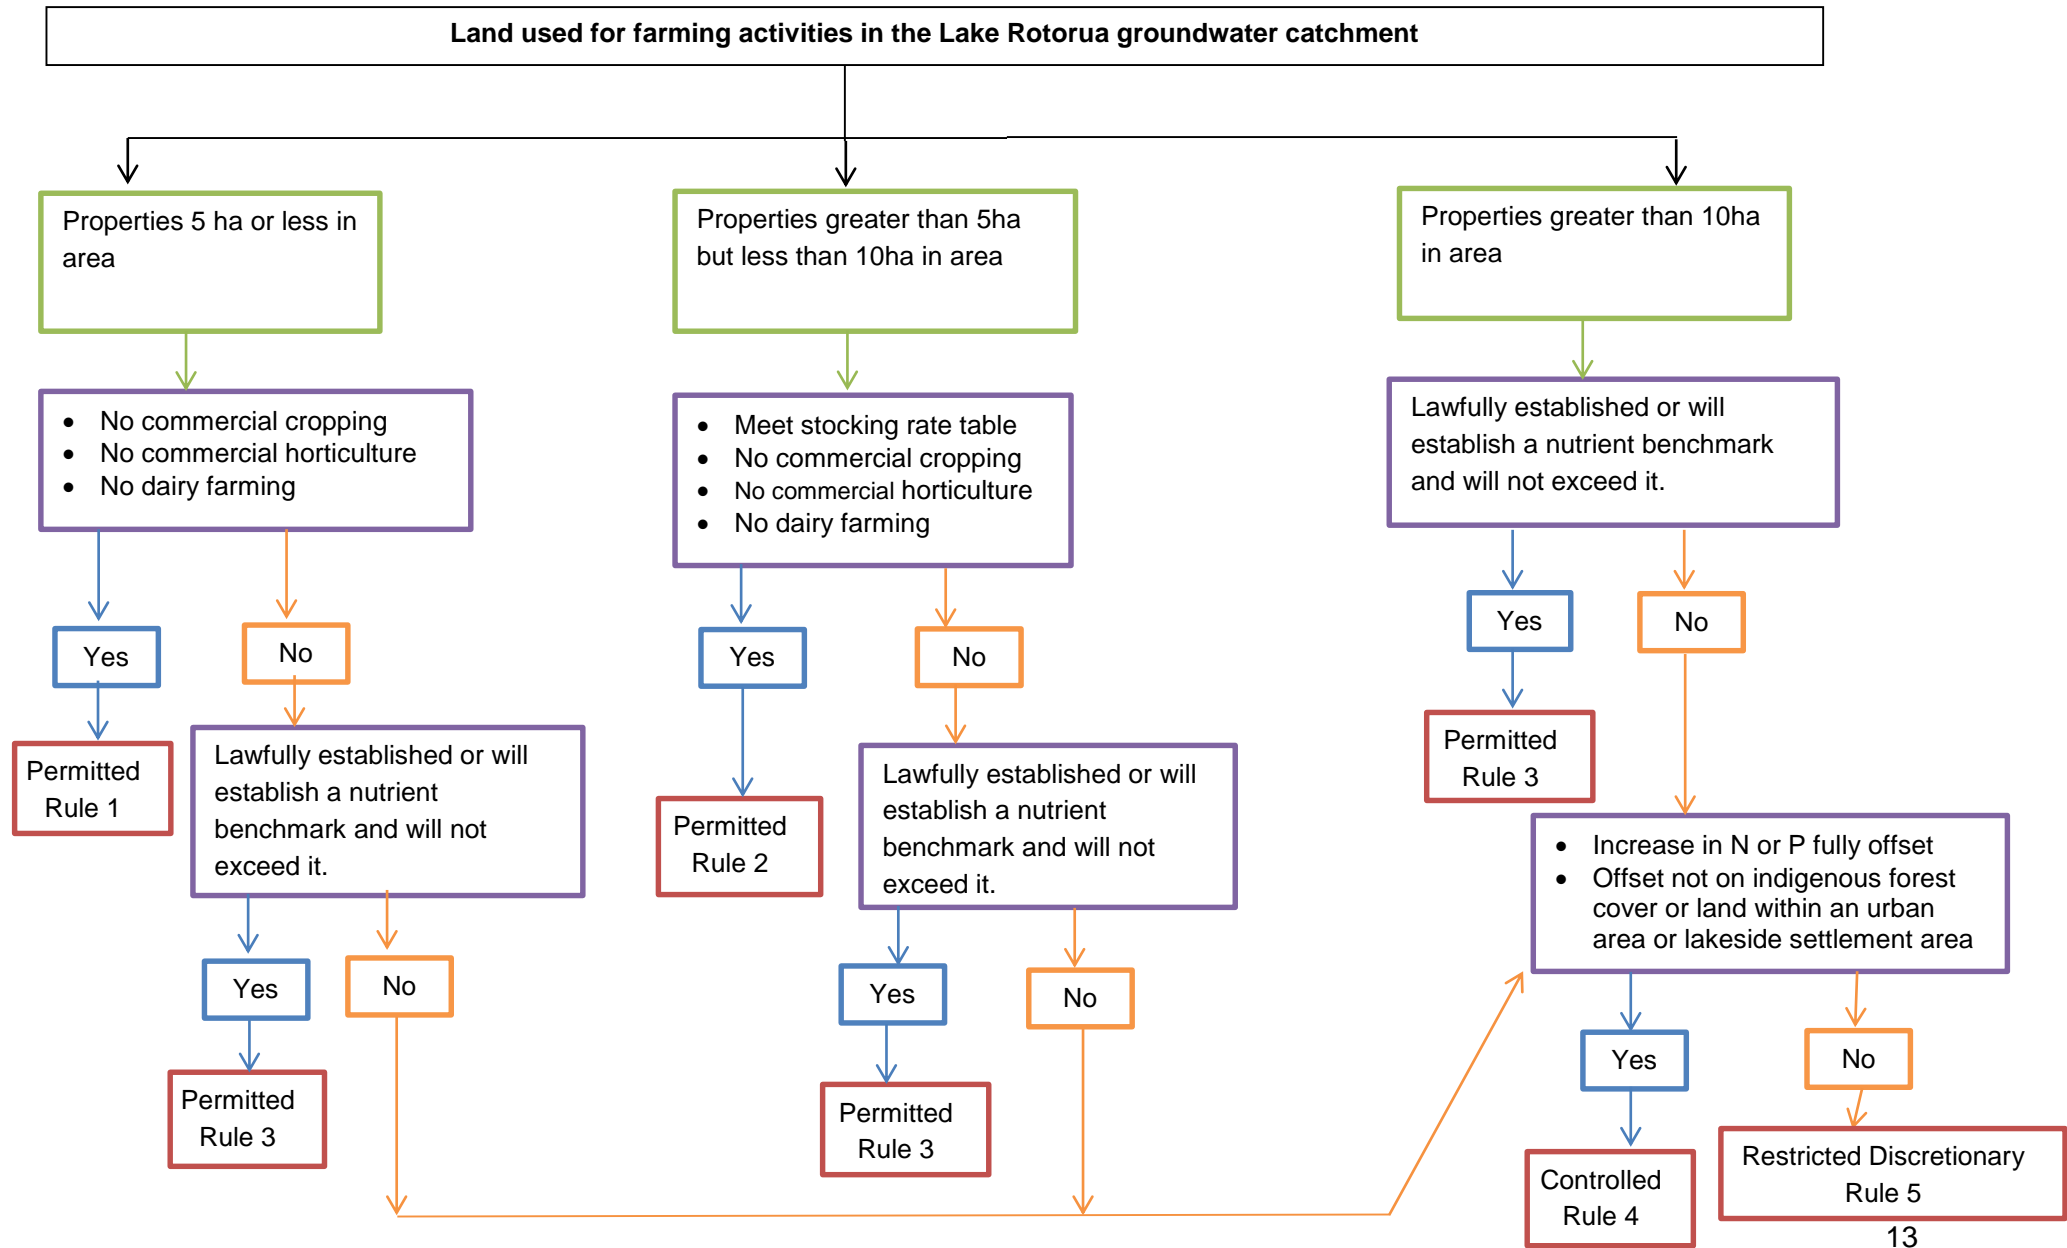 Land used for farming activities in the Lake Rotorua groundwater catchment
Properties 5 ha or less in
area
Properties greater than 5ha
but less than 10ha in area
Properties greater than 10ha
in area
• No commercial cropping
• No commercial horticulture
• No dairy farming
• Meet stocking rate table
• No commercial cropping
• No commercial horticulture
• No dairy farming
Lawfully established or will
establish a nutrient benchmark
and will not exceed it.
Yes
No
Yes
No
Yes
No
Permitted
Rule 1
Lawfully established or will
establish a nutrient
benchmark and will not
exceed it.
Permitted
Rule 2
Lawfully established or will
establish a nutrient
benchmark and will not
exceed it.
Permitted
Rule 3
• Increase in N or P fully offset
• Offset not on indigenous forest
cover or land within an urban
area or lakeside settlement area
Yes
No
Yes
No
Yes
No
Permitted
Rule 3
Permitted
Rule 3
Controlled
Rule 4
Restricted Discretionary
Rule 5
13